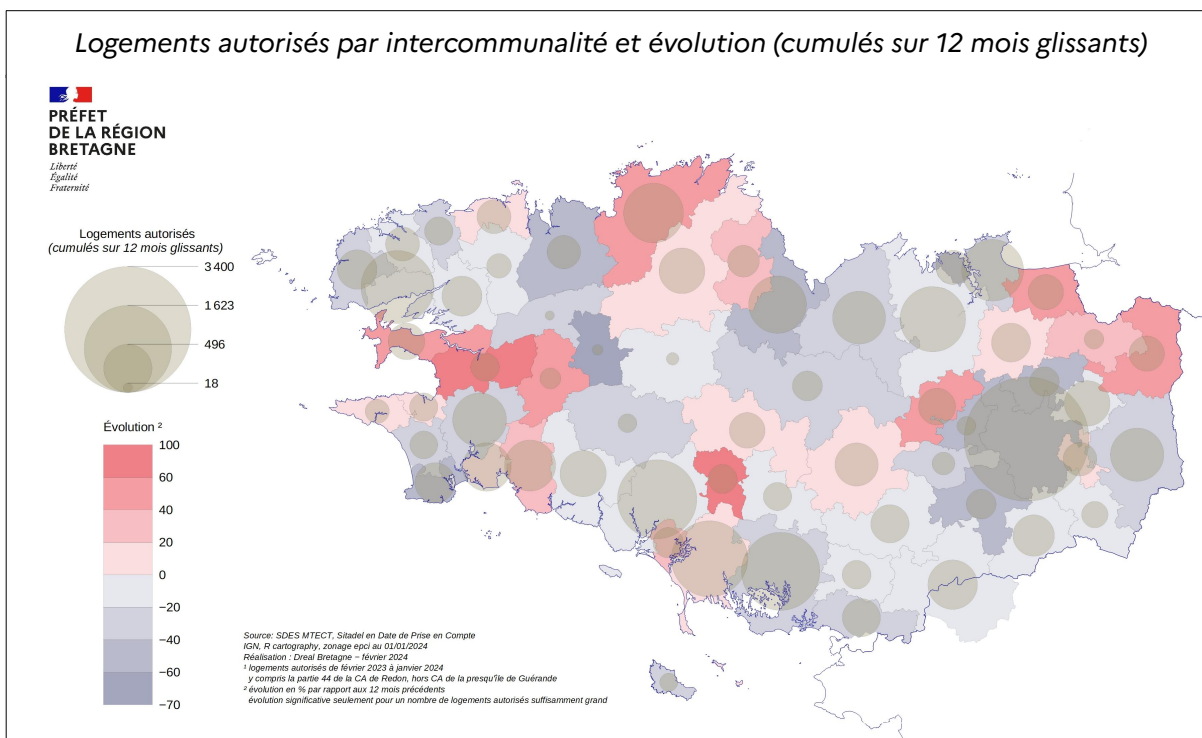 Logements autorisés par intercommunalité et évolution (cumulés sur 12 mois glissants)
PRÉFET
DE LA RÉGION
BRETAGNE
Liberté
Égalité
Fraternité
Logements autorisés
(cumulés sur 12 mois glissants)
3 400
1 623
496
18
Évolution ²
100
60
40
20
0
−20
−40
−60
−70
Source: SDES MTECT, Sitadel en Date de Prise en Compte
IGN, R cartography, zonage epci au 01/01/2024
Réalisation : Dreal Bretagne − février 2024
¹ logements autorisés de février 2023 à janvier 2024
y compris la partie 44 de la CA de Redon, hors CA de la presqu'île de Guérande
² évolution en % par rapport aux 12 mois précédents
évolution significative seulement pour un nombre de logements autorisés suffisamment grand